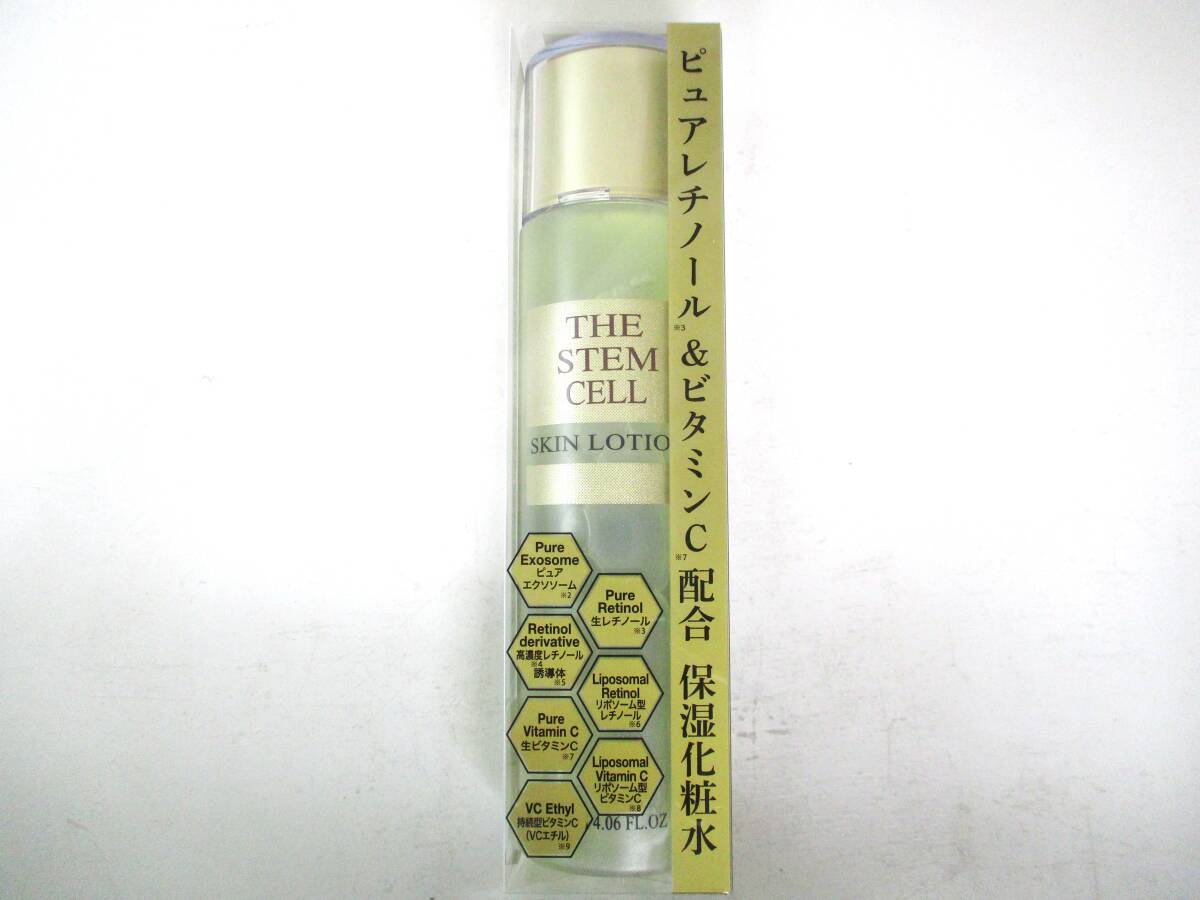 THE
STEM
CELL
SKIN LOTIO
Pure
Exosome
ピュア
エクソソーム
※2
Pure
Retinol
生レチノール
※3
Retinol
derivative
高濃度レチノール
※4
誘導体
※5
Liposomal
Retinol
リポソーム型
レチノール
※6
Pure
Vitamin C
生ビタミンC
※7
Liposomal
Vitamin C
リポソーム型
ビタミンC
※8
VC Ethyl
持続型ビタミンC
(VCエチル)
※9
4.06 FL.OZ
ピュアレチノール※3&ビタミンC※7配合 保湿化粧水